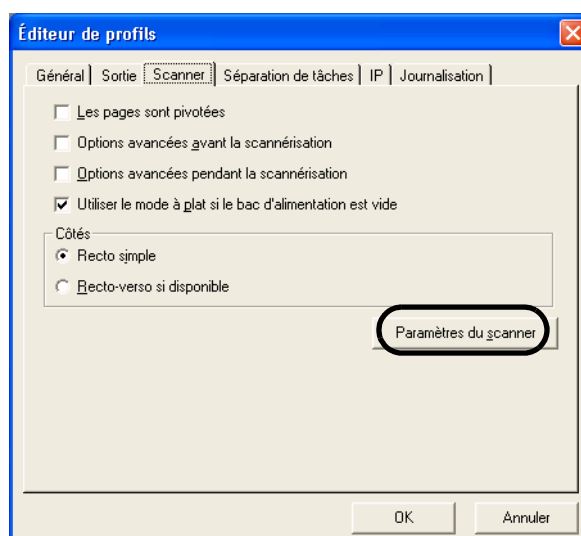 Éditeur de profils
Général Sortie Scanner Séparation de tâches IP Journalisation
Les pages sont pivotées
Options avancées avant la scannérisation
Options avancées pendant la scannérisation
Utiliser le mode à plat si le bac d'alimentation est vide
Côtés
Recto simple
Recto-verso si disponible
Paramètres du scanner
OK Annuler